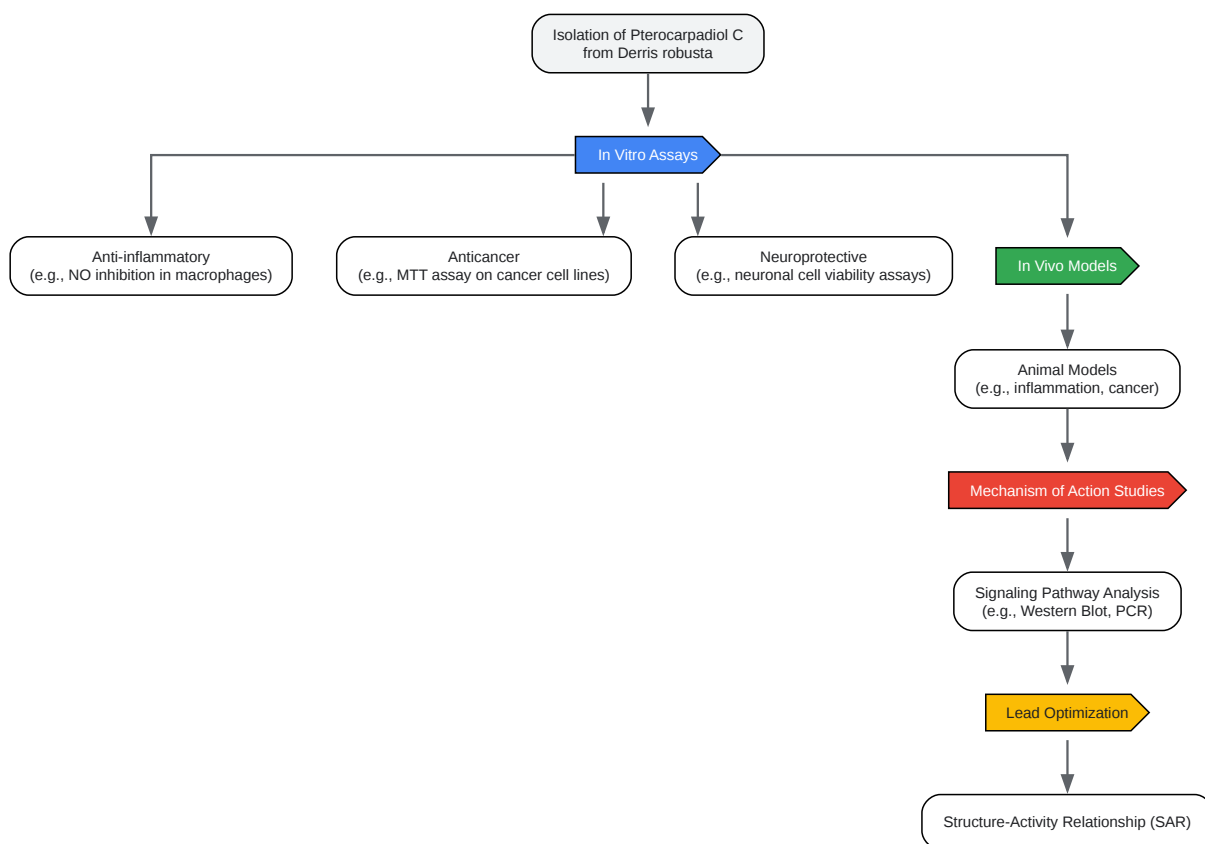 Isolation of Pterocarpadiol C
from Derris robusta
In Vitro Assays
Anti-inflammatory
(e.g., NO inhibition in macrophages)
Anticancer
(e.g., MTT assay on cancer cell lines)
Neuroprotective
(e.g., neuronal cell viability assays)
In Vivo Models
Animal Models
(e.g., inflammation, cancer)
Mechanism of Action Studies
Signaling Pathway Analysis
(e.g., Western Blot, PCR)
Lead Optimization
Structure-Activity Relationship (SAR)